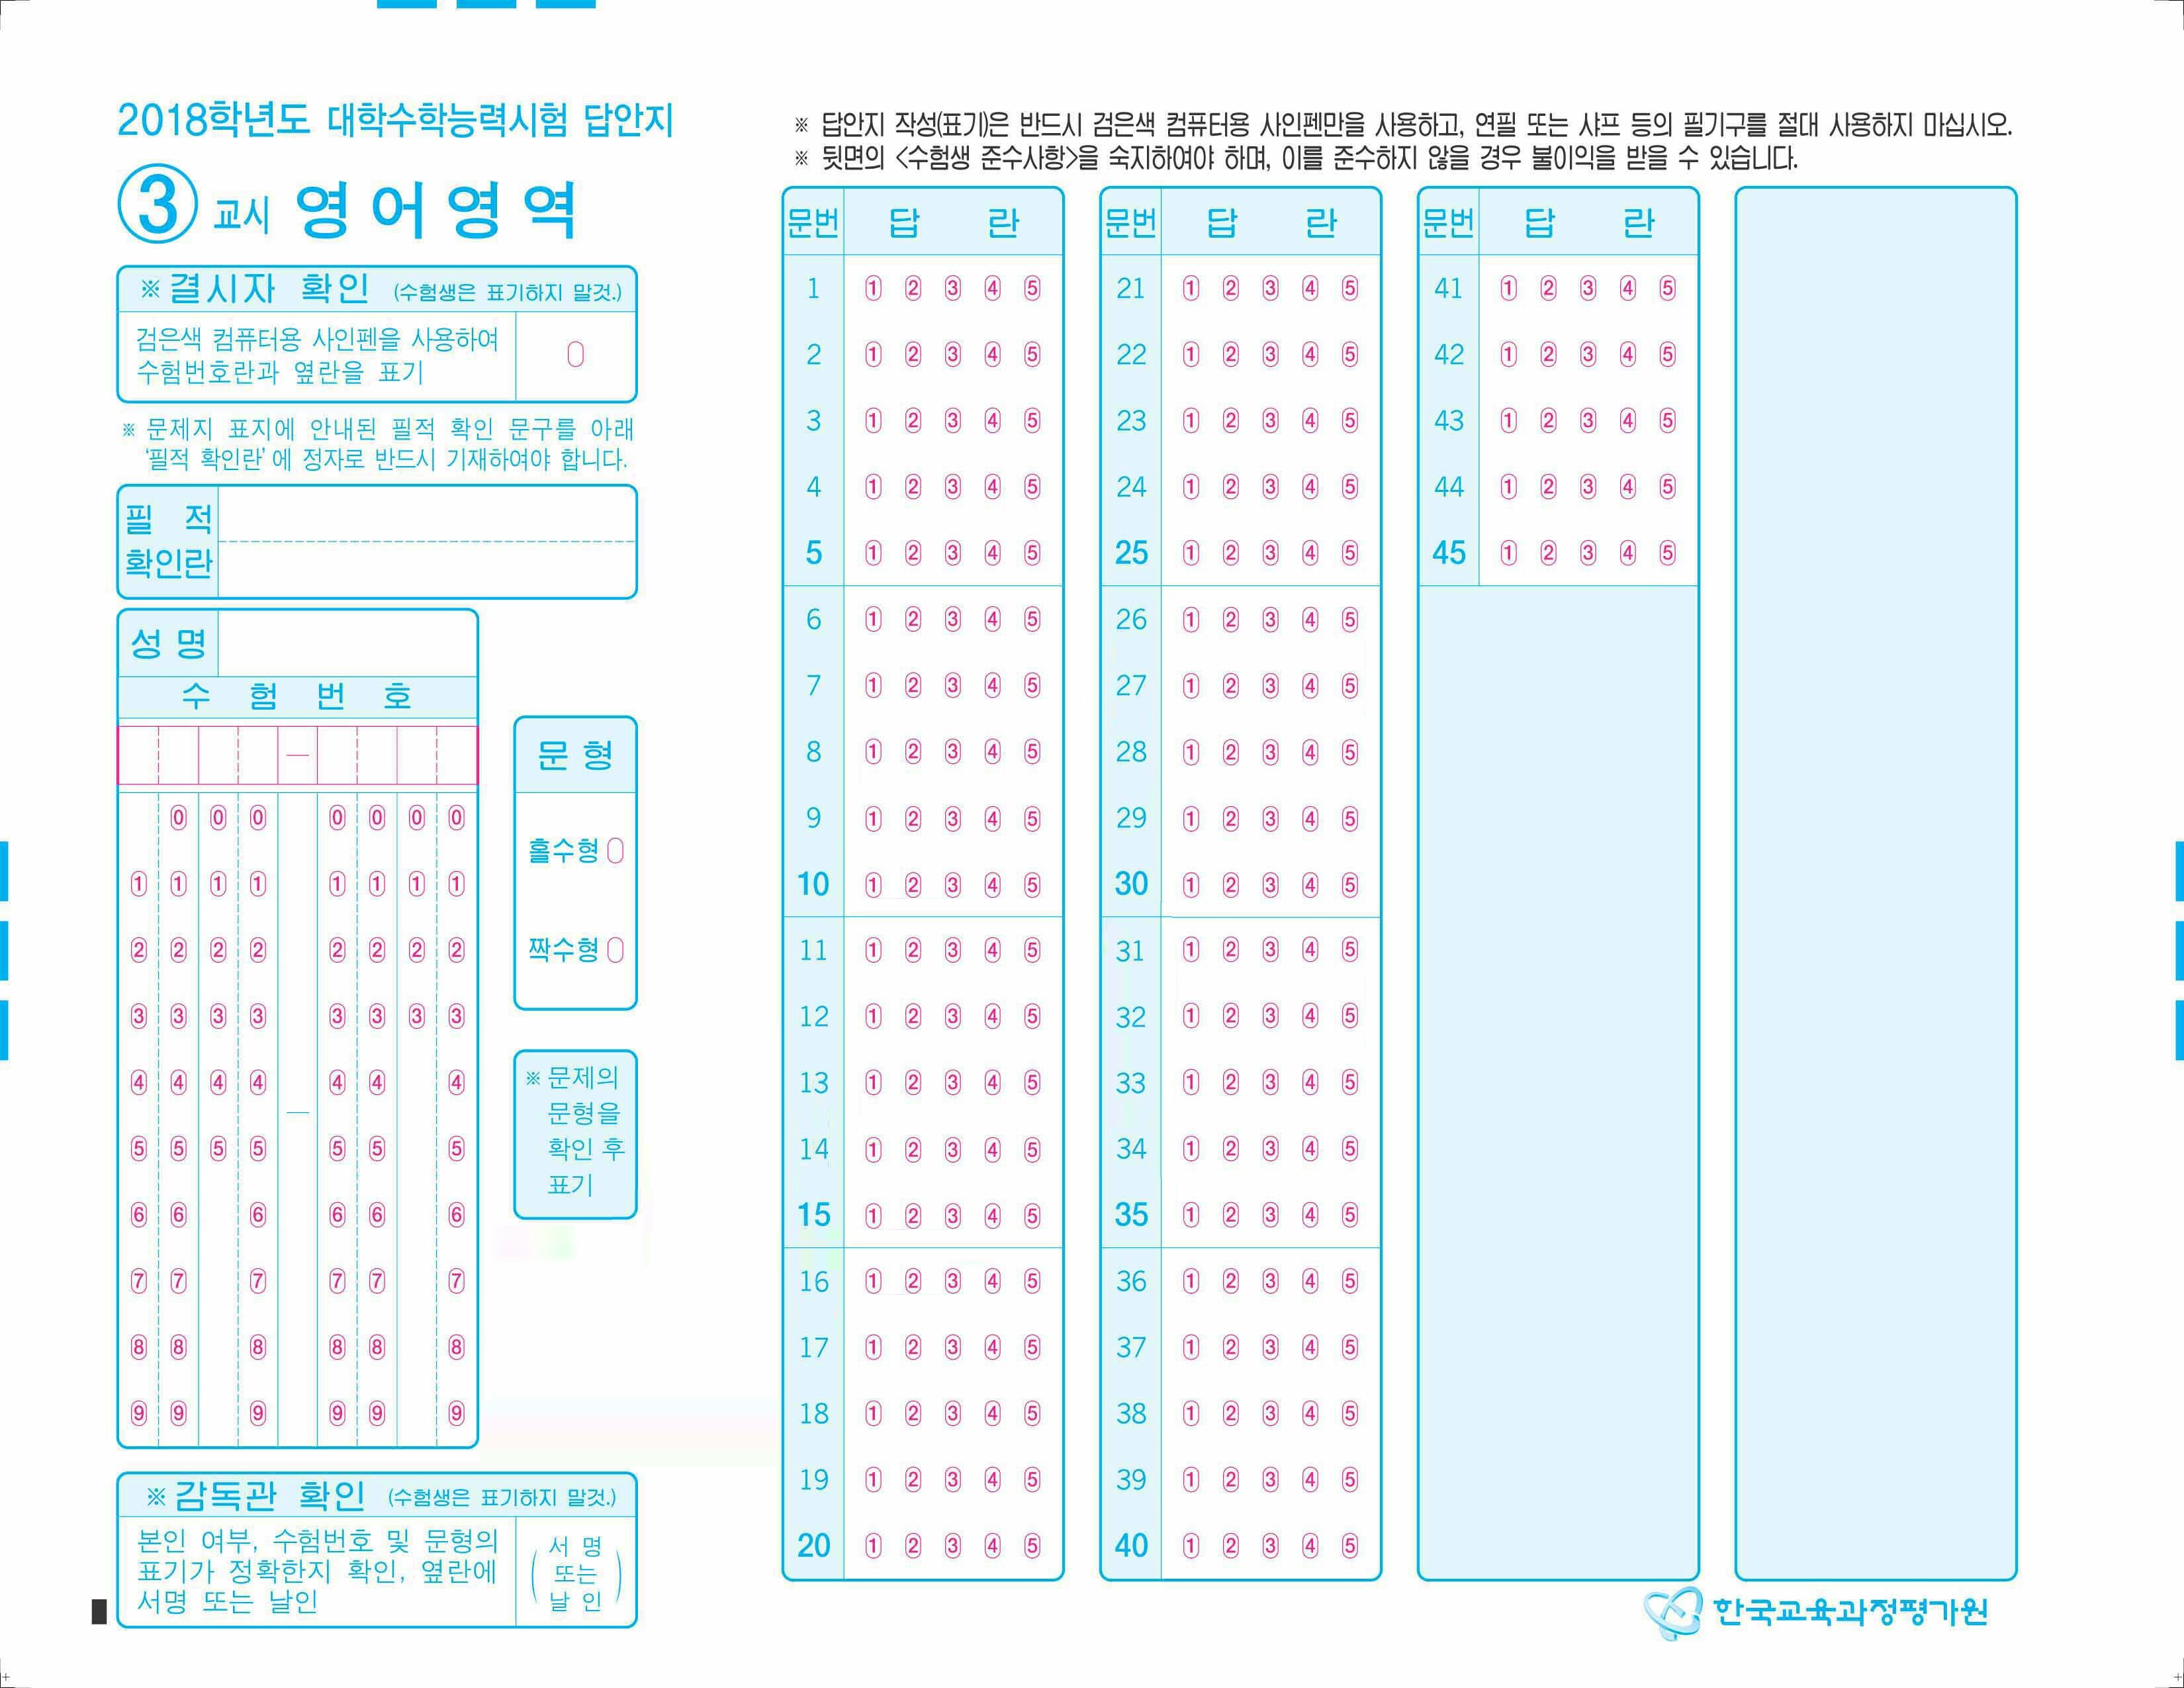 2018학년도 대학수학능력시험 답안지
③ 교시 영어영역
※ 결시자 확인 (수험생은 표기하지 말것.)
검은색 컴퓨터용 사인펜을 사용하여
수험번호란과 옆란을 표기
※ 문제지 표지에 안내된 필적 확인 문구를 아래
'필적 확인란'에 정자로 반드시 기재하여야 합니다.
필 적
확인란
성 명
수 험 번 호
—
0 0 0 0 0 0 0
1 1 1 1 1 1 1 1
2 2 2 2 2 2 2 2
3 3 3 3 3 3 3 3
4 4 4 4 4 4 4
—
5 5 5 5 5 5 5
6 6 6 6 6 6
7 7 7 7 7 7
8 8 8 8 8 8
9 9 9 9 9 9
문 형
홀수형
짝수형
※ 문제의
문형을
확인 후
표기
※ 감독관 확인 (수험생은 표기하지 말것.)
본인 여부, 수험번호 및 문형의
표기가 정확한지 확인, 옆란에
서명 또는 날인
(서 명
또는
날 인)
※ 답안지 작성(표기)은 반드시 검은색 컴퓨터용 사인펜만을 사용하고, 연필 또는 샤프 등의 필기구를 절대 사용하지 마십시오.
※ 뒷면의 <수험생 준수사항>을 숙지하여야 하며, 이를 준수하지 않을 경우 불이익을 받을 수 있습니다.
문번 답 란
1 1 2 3 4 5
2 1 2 3 4 5
3 1 2 3 4 5
4 1 2 3 4 5
5 1 2 3 4 5
6 1 2 3 4 5
7 1 2 3 4 5
8 1 2 3 4 5
9 1 2 3 4 5
10 1 2 3 4 5
11 1 2 3 4 5
12 1 2 3 4 5
13 1 2 3 4 5
14 1 2 3 4 5
15 1 2 3 4 5
16 1 2 3 4 5
17 1 2 3 4 5
18 1 2 3 4 5
19 1 2 3 4 5
20 1 2 3 4 5
문번 답 란
21 1 2 3 4 5
22 1 2 3 4 5
23 1 2 3 4 5
24 1 2 3 4 5
25 1 2 3 4 5
26 1 2 3 4 5
27 1 2 3 4 5
28 1 2 3 4 5
29 1 2 3 4 5
30 1 2 3 4 5
31 1 2 3 4 5
32 1 2 3 4 5
33 1 2 3 4 5
34 1 2 3 4 5
35 1 2 3 4 5
36 1 2 3 4 5
37 1 2 3 4 5
38 1 2 3 4 5
39 1 2 3 4 5
40 1 2 3 4 5
문번 답 란
41 1 2 3 4 5
42 1 2 3 4 5
43 1 2 3 4 5
44 1 2 3 4 5
45 1 2 3 4 5
한국교육과정평가원